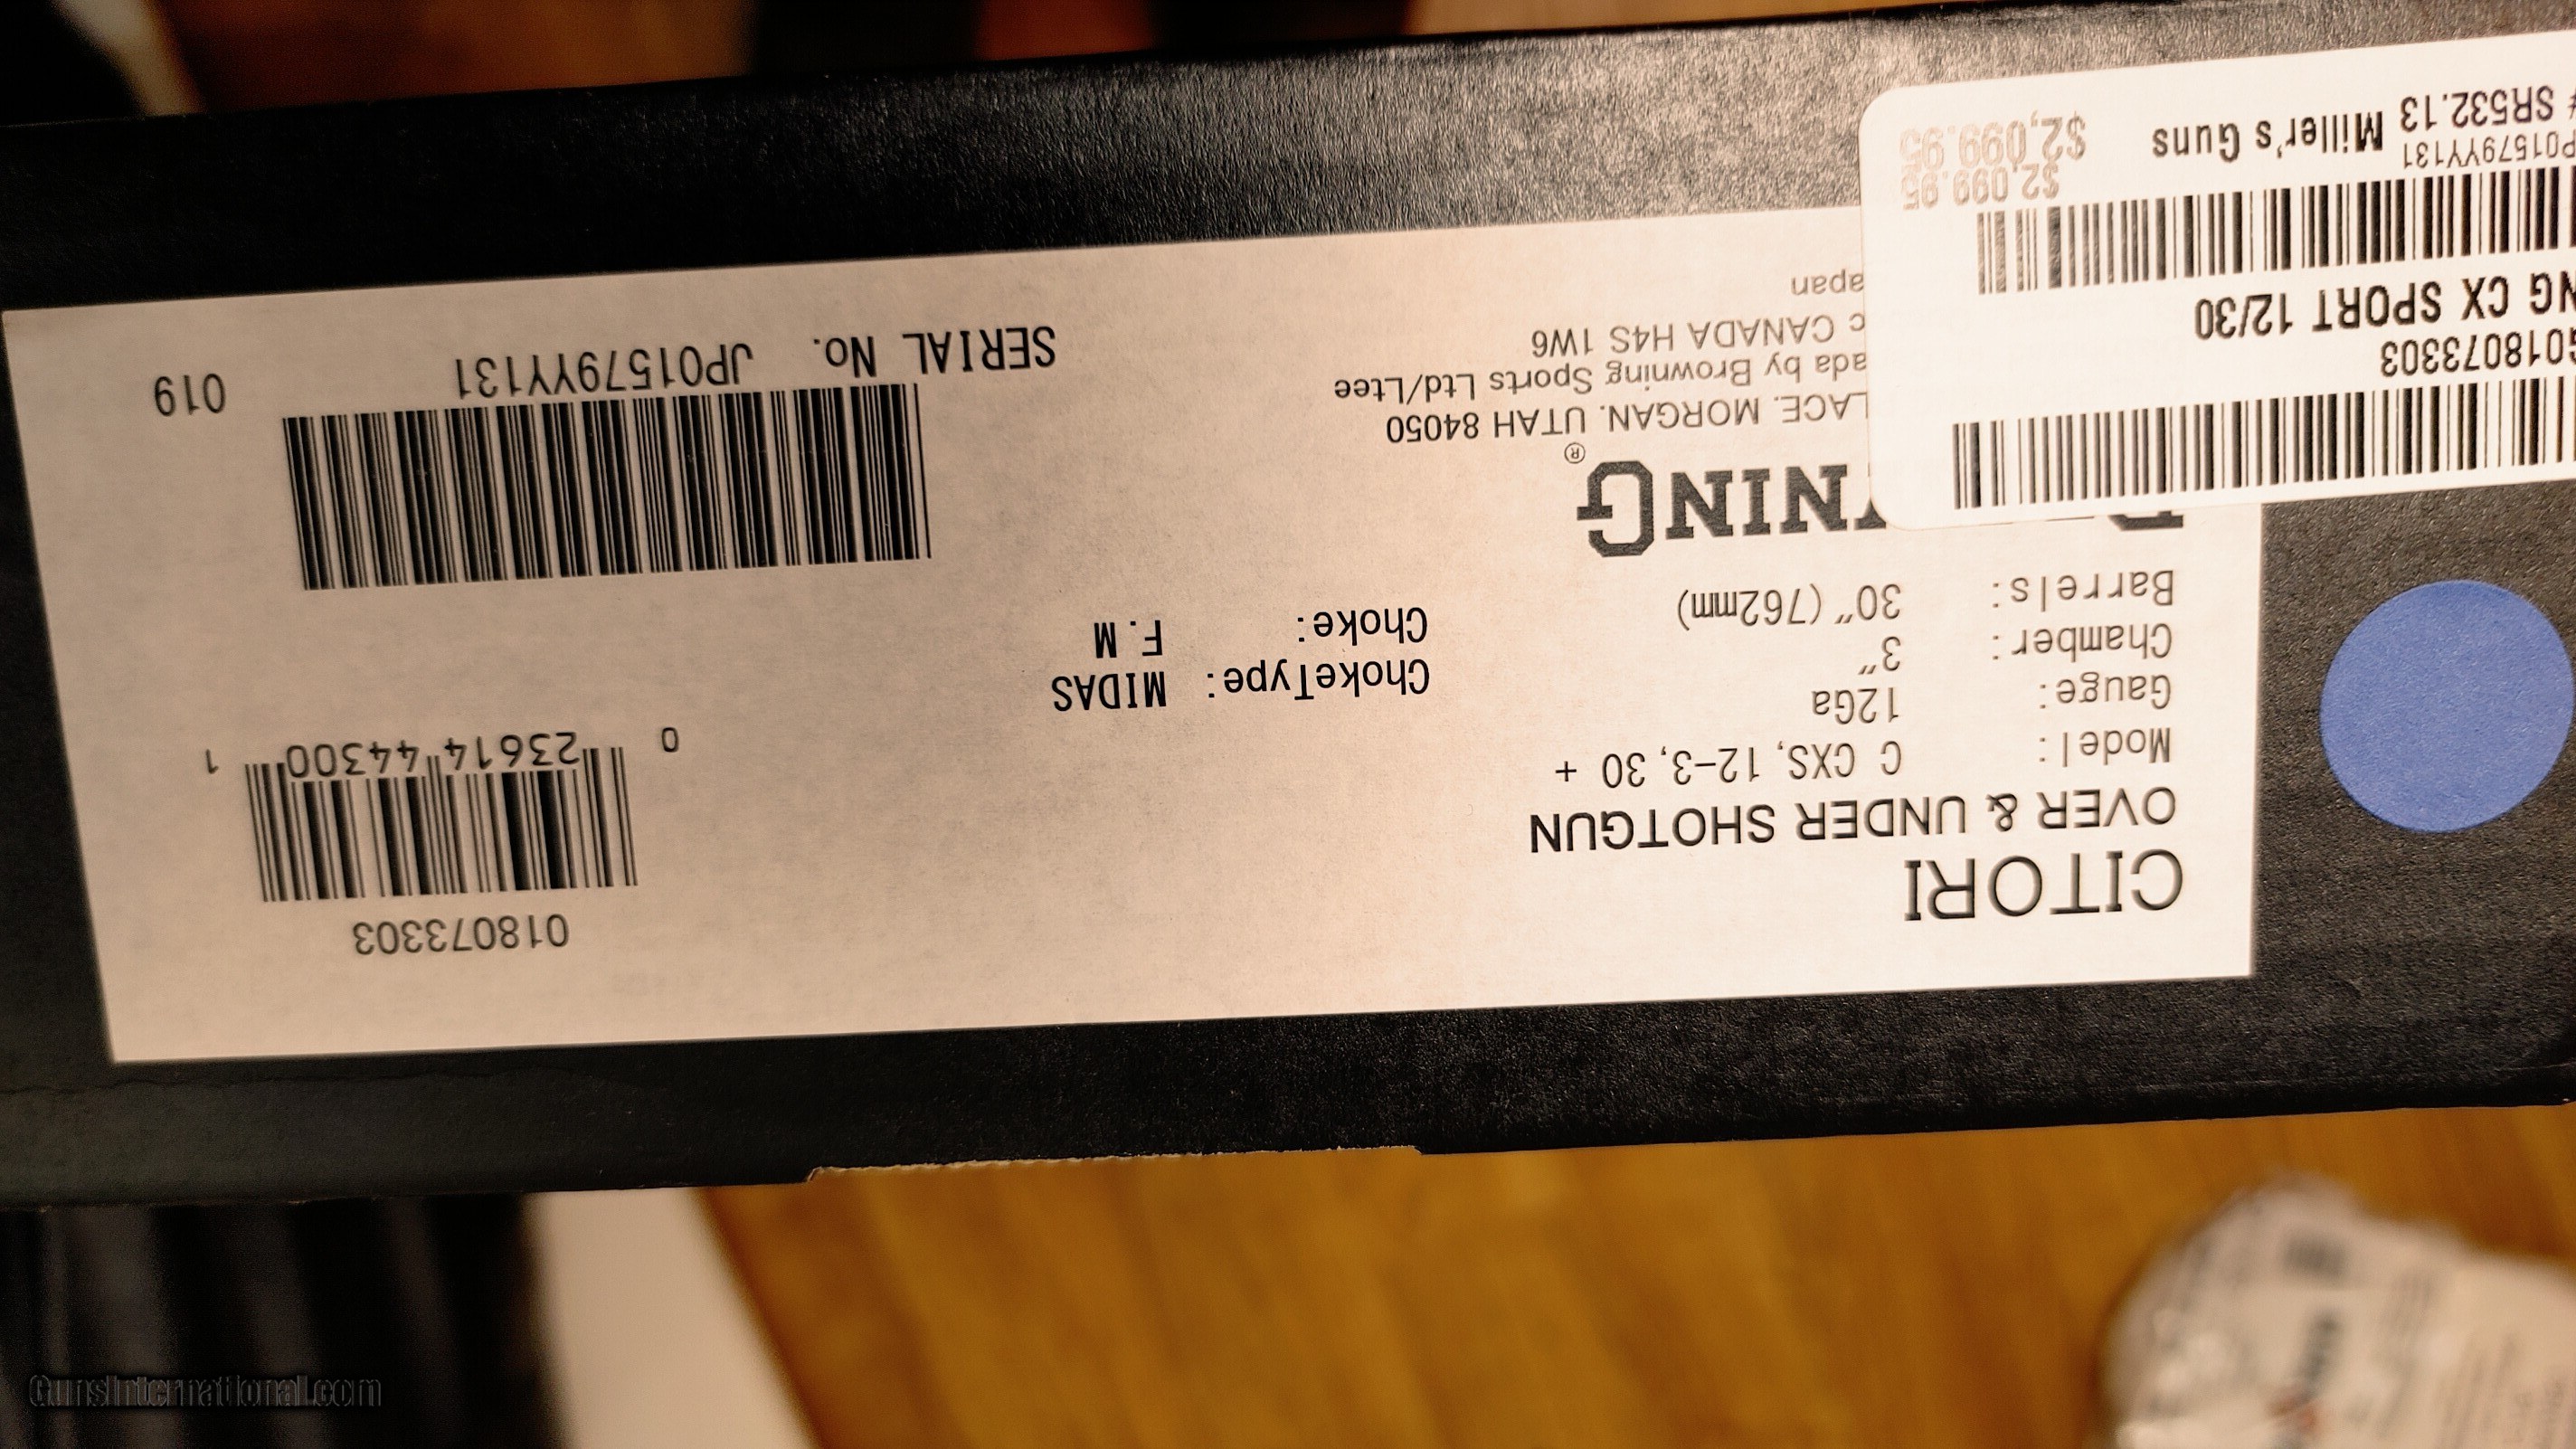 CITORI
OVER & UNDER SHOTGUN
Model: C CXS, 12-3, 30 +
Gauge: 12Ga
Chamber: 3"
Barrels: 30" (762mm)
ChokeType: MIDAS
Choke: F.M
018073303
0 23614 44300 1
NING®
LACE. MORGAN. UTAH 84050
ada by Browning Sports Ltd/Ltee
c CANADA H4S 1W6
apan
SERIAL No. JP01579YY131
019
018073303
NG CX SPORT 12/30
P01579YY131
SR532.13 Miller's Guns
$2,099.95
$2,099.95
GunsInternational.com